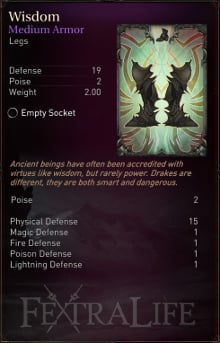 Wisdom
Medium Armor
Legs
Defense 19
Poise 2
Weight 2.00
Empty Socket
Ancient beings have often been accredited with
virtues like wisdom, but rarely power. Drakes are
different, they are both smart and dangerous.
Poise 2
Physical Defense 15
Magic Defense 1
Fire Defense 1
Poison Defense 1
Lightning Defense 1
FEXTRALIFE